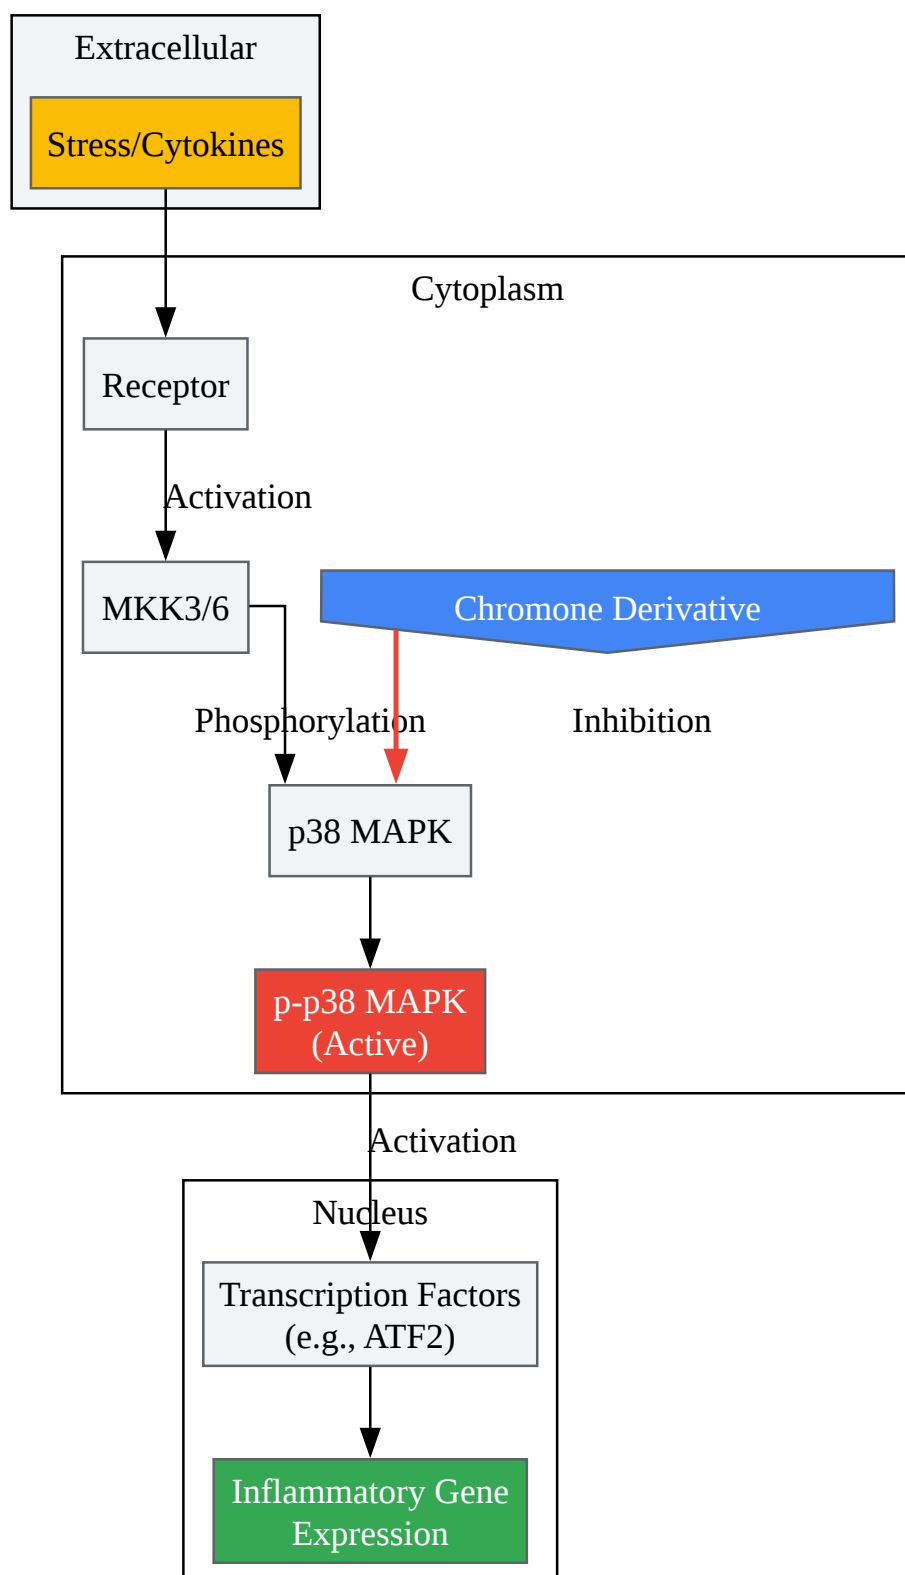 Extracellular
Stress/Cytokines
Cytoplasm
Receptor
Activation
MKK3/6
Chromone Derivative
Phosphorylation
Inhibition
p38 MAPK
p-p38 MAPK
(Active)
Activation
Nucleus
Transcription Factors
(e.g., ATF2)
Inflammatory Gene
Expression